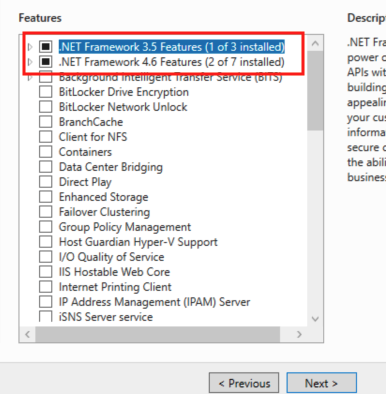 Features
.NET Framework 3.5 Features (1 of 3 installed)
.NET Framework 4.6 Features (2 of 7 installed)
Background Intelligent Transfer Service (BITS)
BitLocker Drive Encryption
BitLocker Network Unlock
BranchCache
Client for NFS
Containers
Data Center Bridging
Direct Play
Enhanced Storage
Failover Clustering
Group Policy Management
Host Guardian Hyper-V Support
I/O Quality of Service
IIS Hostable Web Core
Internet Printing Client
IP Address Management (IPAM) Server
iSNS Server service
Descrip
.NET Fra
power c
APIs wit
building
appeali
your cus
informa
secure c
the abili
busines
< Previous
Next >